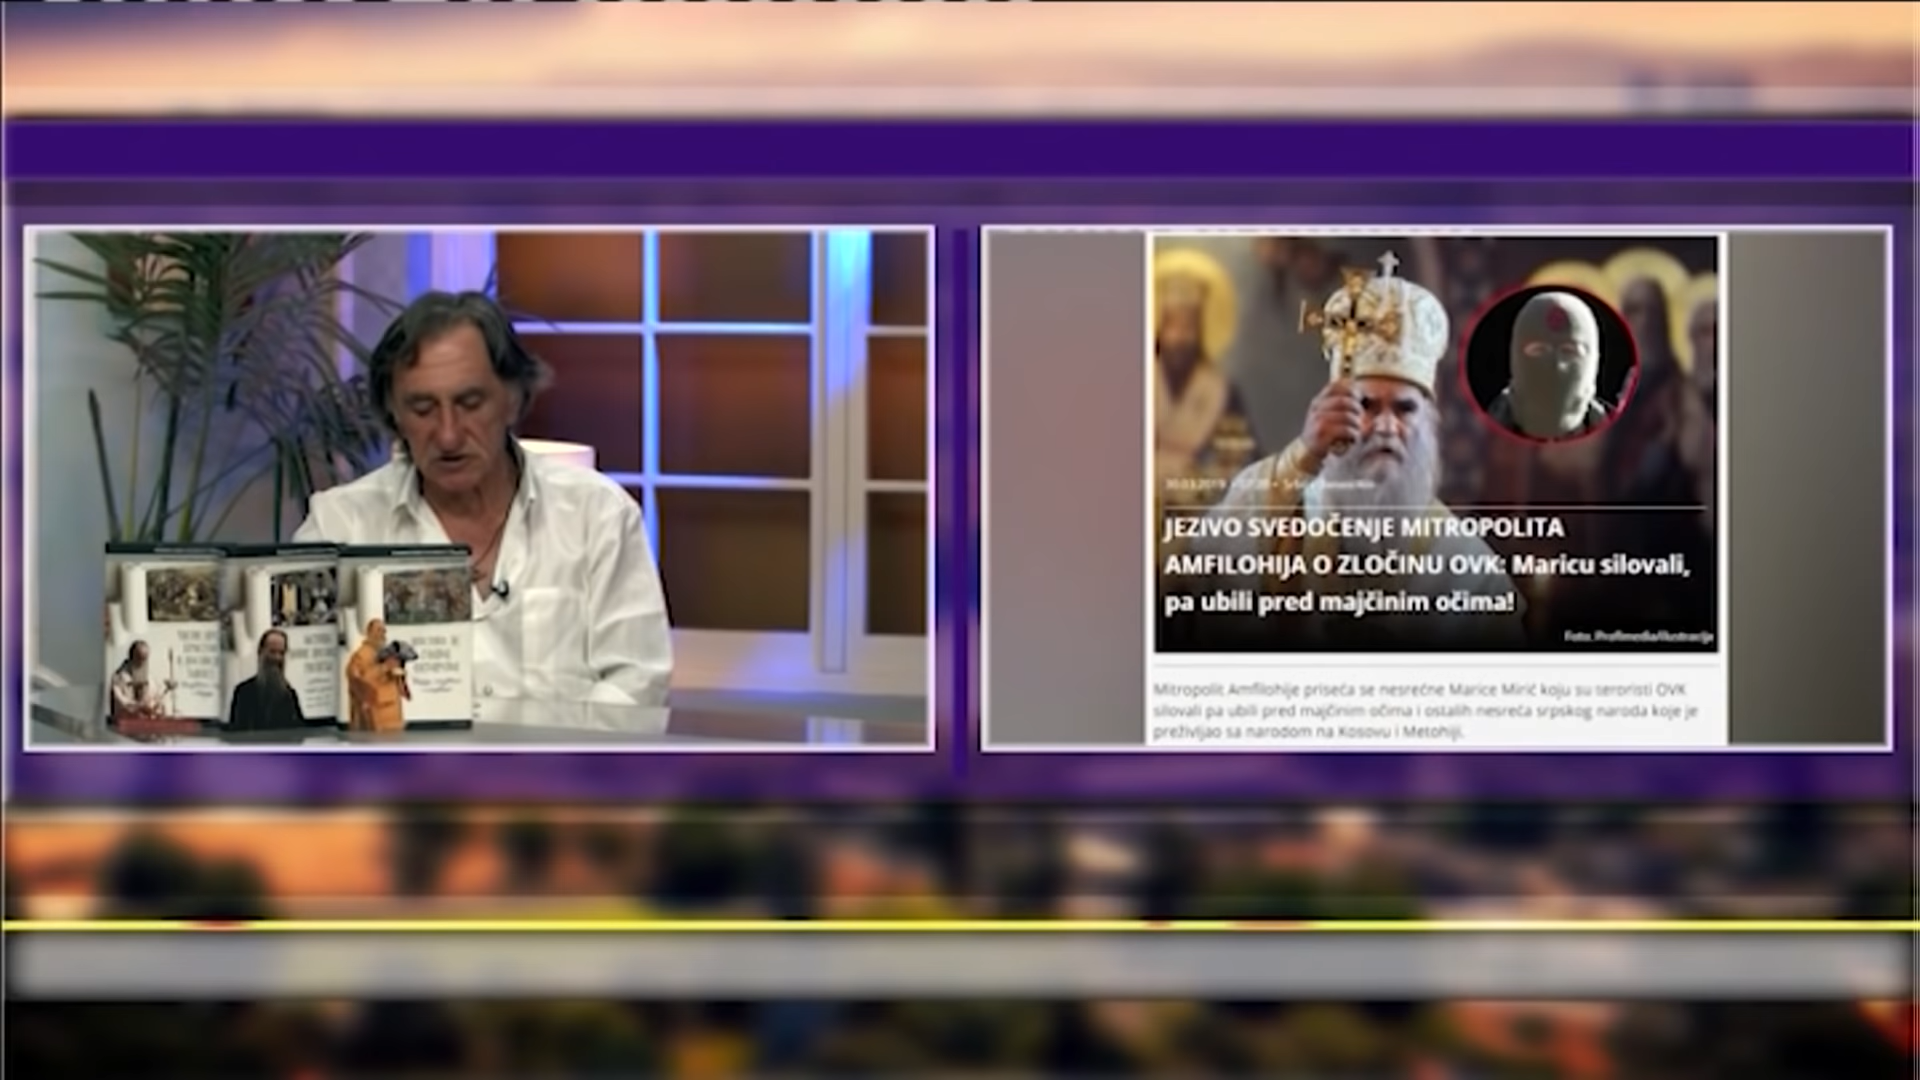 JEZIVO SVEDOČENJE MITROPOLITA
AMFILOHIJA O ZLOČINU OVK: Maricu silovali,
pa ubili pred majčinim očima!
Foto: Profimedia/Ilustracija
Mitropolit Amfilohije priseća se nesrećne Marice Mirić koju su teroristi OVK
silovali pa ubili pred majčinim očima i ostalih nesreća srpskog naroda koje je
preživljao sa narodom na Kosovu i Metohiji.